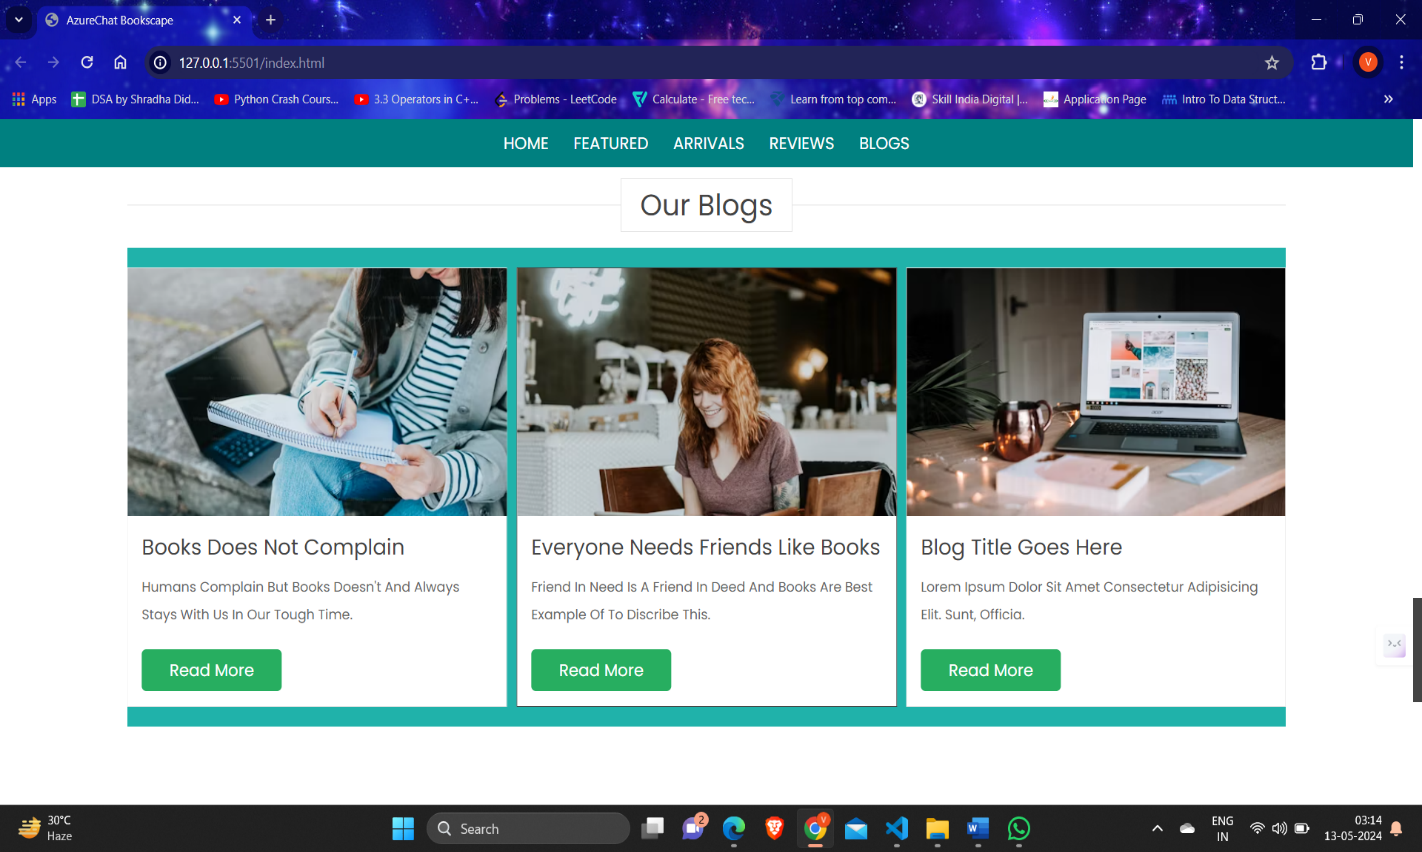 AzureChat Bookscape
127.0.0.1:5501/index.html
Apps DSA by Shradha Did... Python Crash Cours... 3.3 Operators in C+... Problems - LeetCode Calculate - Free tec... Learn from top com... Skill India Digital |... Application Page Intro To Data Struct...
HOME FEATURED ARRIVALS REVIEWS BLOGS
Our Blogs
Books Does Not Complain
Humans Complain But Books Doesn't And Always
Stays With Us In Our Tough Time.
Read More
Everyone Needs Friends Like Books
Friend In Need Is A Friend In Deed And Books Are Best
Example Of To Discribe This.
Read More
Blog Title Goes Here
Lorem Ipsum Dolor Sit Amet Consectetur Adipisicing
Elit. Sunt, Officia.
Read More
30°C
Haze
Search
2
ENG
IN
03:14
13-05-2024